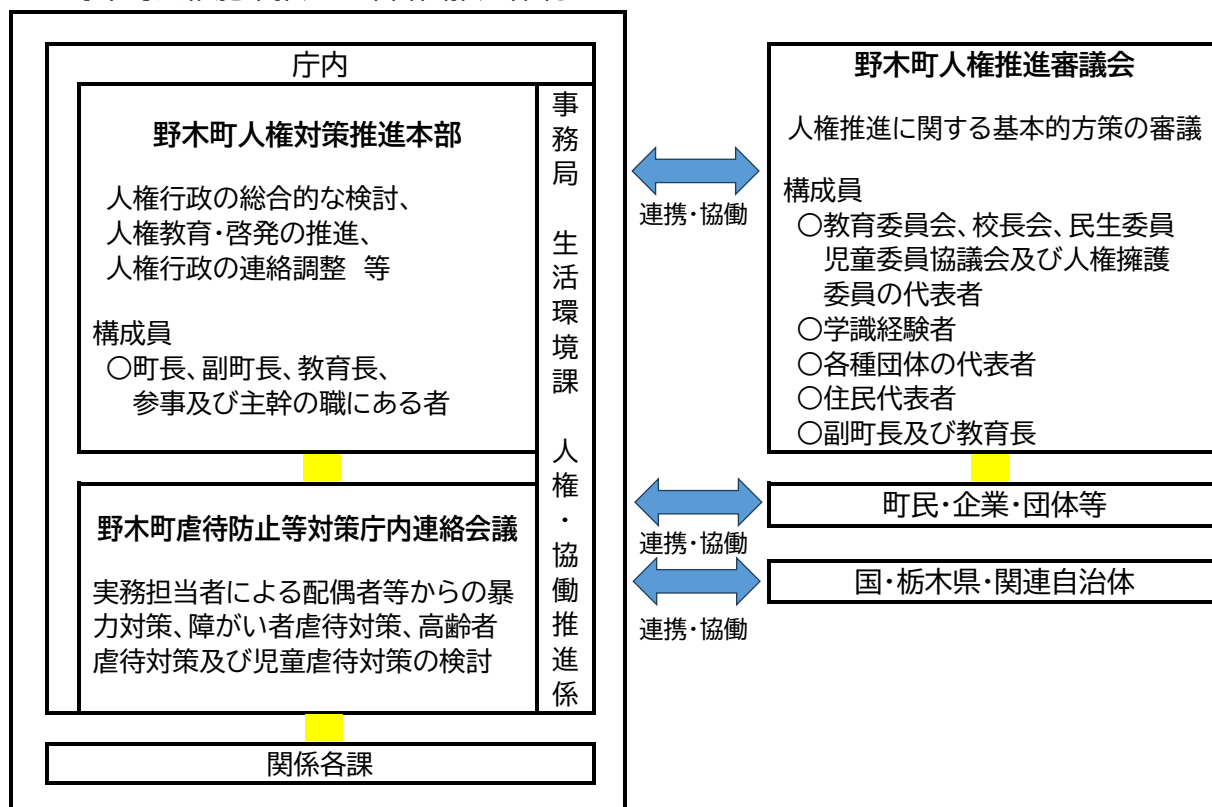 庁内
野木町人権対策推進本部
人権行政の総合的な検討、
人権教育・啓発の推進、
人権行政の連絡調整 等
構成員
○町長、副町長、教育長、
参事及び主幹の職にある者
事務局 生活環境課 人権・協働推進係
野木町虐待防止等対策庁内連絡会議
実務担当者による配偶者等からの暴
力対策、障がい者虐待対策、高齢者
虐待対策及び児童虐待対策の検討
関係各課
連携・協働
連携・協働
連携・協働
野木町人権推進審議会
人権推進に関する基本的方策の審議
構成員
○教育委員会、校長会、民生委員
児童委員協議会及び人権擁護
委員の代表者
○学識経験者
○各種団体の代表者
○住民代表者
○副町長及び教育長
町民・企業・団体等
国・栃木県・関連自治体